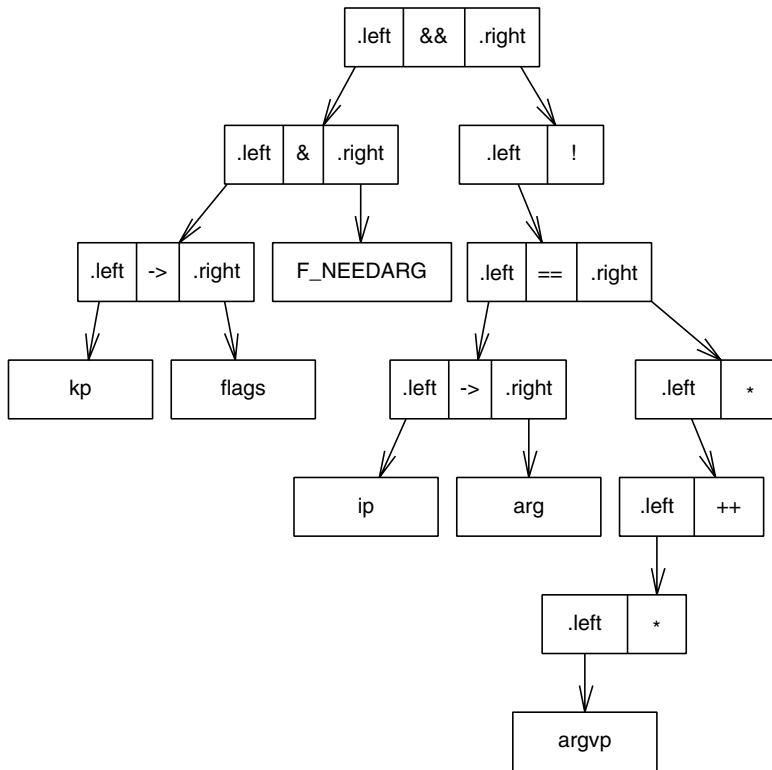 .left && .right
.left & .right
.left !
.left -> .right
F_NEEDARG
.left == .right
kp
flags
.left -> .right
.left *
ip
arg
.left ++
.left *
argvp